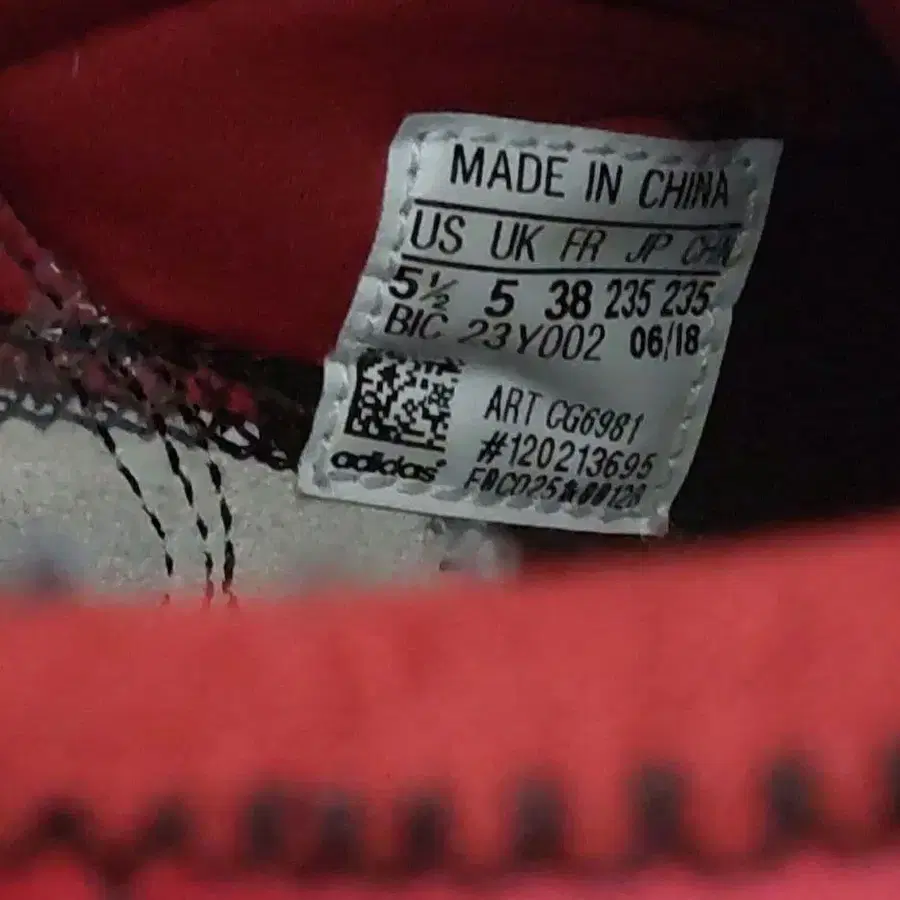 MADE IN CHINA
US UK FR JP CHN
5½ 5 38 235 235
BIC 23Y002 06/18
ART CG6981
#120213695
adidas